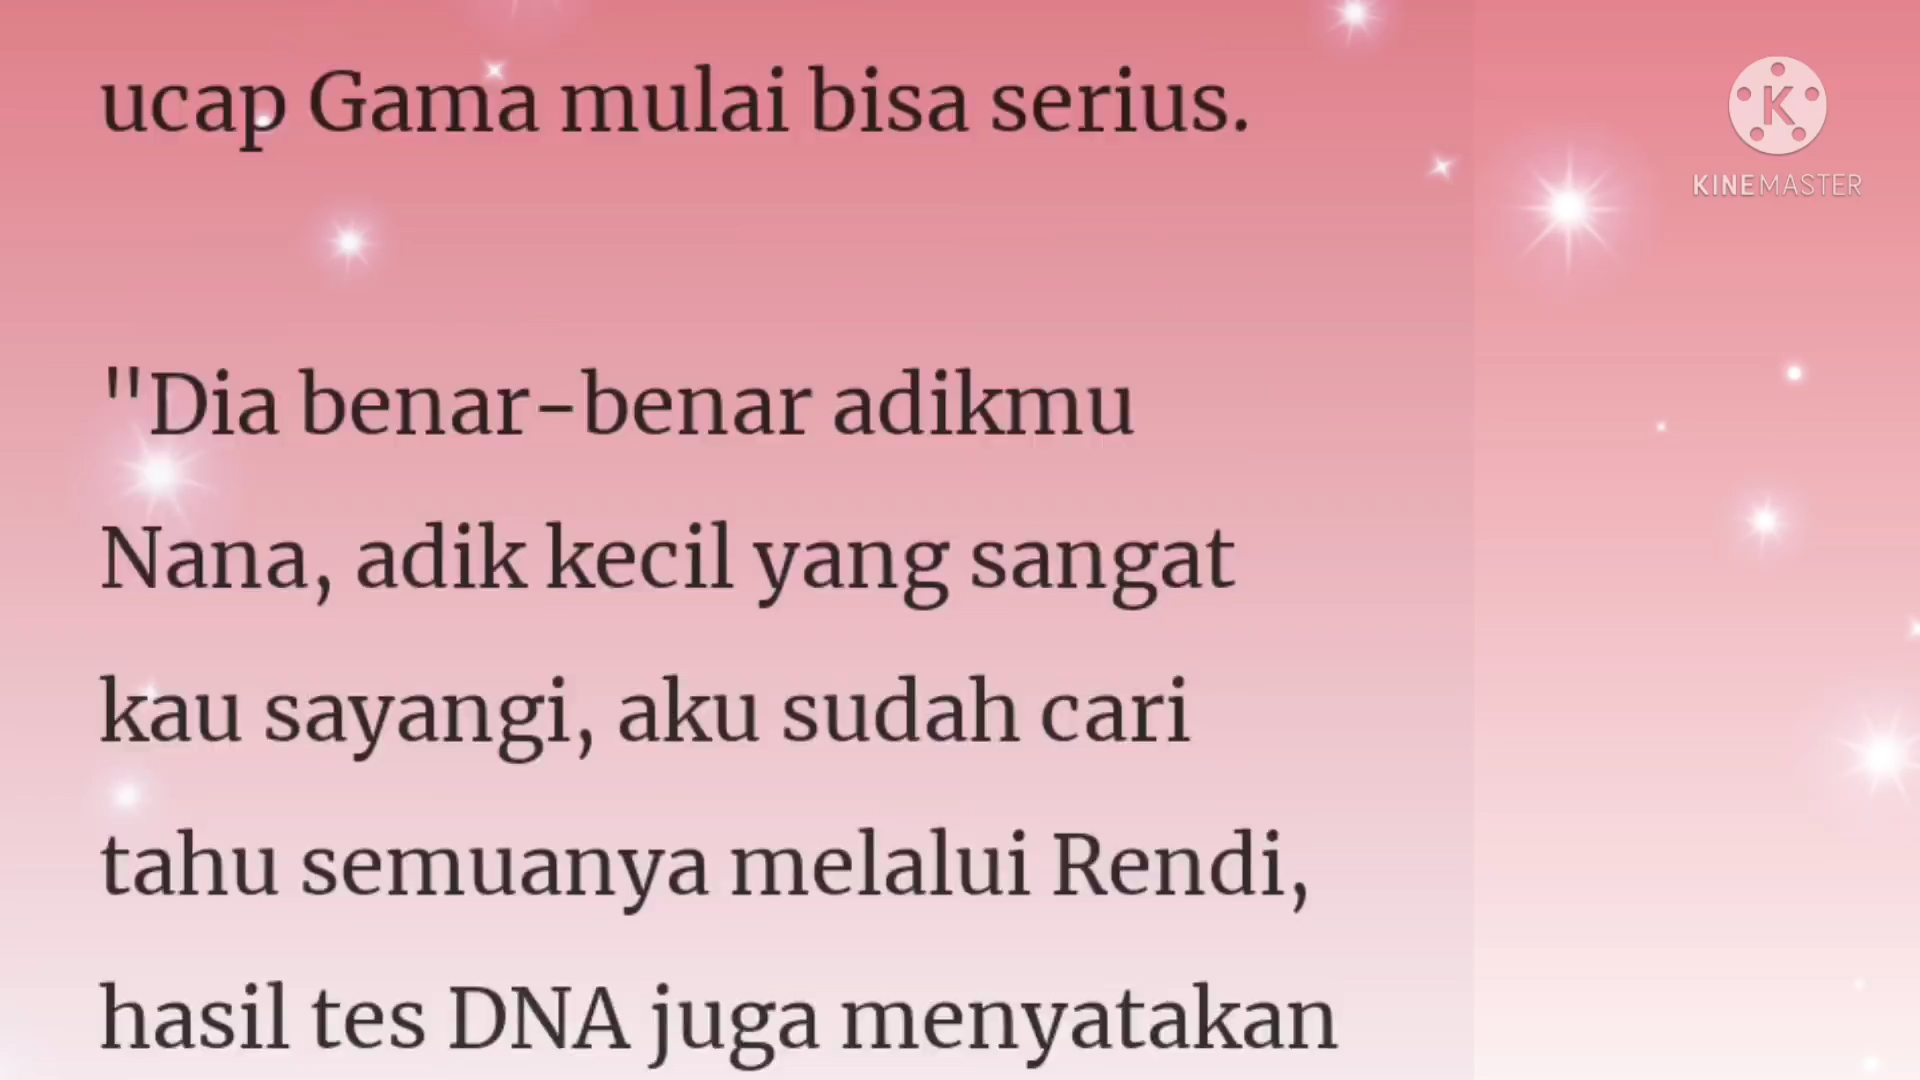 ucap Gama mulai bisa serius.
K
KINEMASTER
"Dia benar-benar adikmu
Nana, adik kecil yang sangat
kau sayangi, aku sudah cari
tahu semuanya melalui Rendi,
hasil tes DNA juga menyatakan